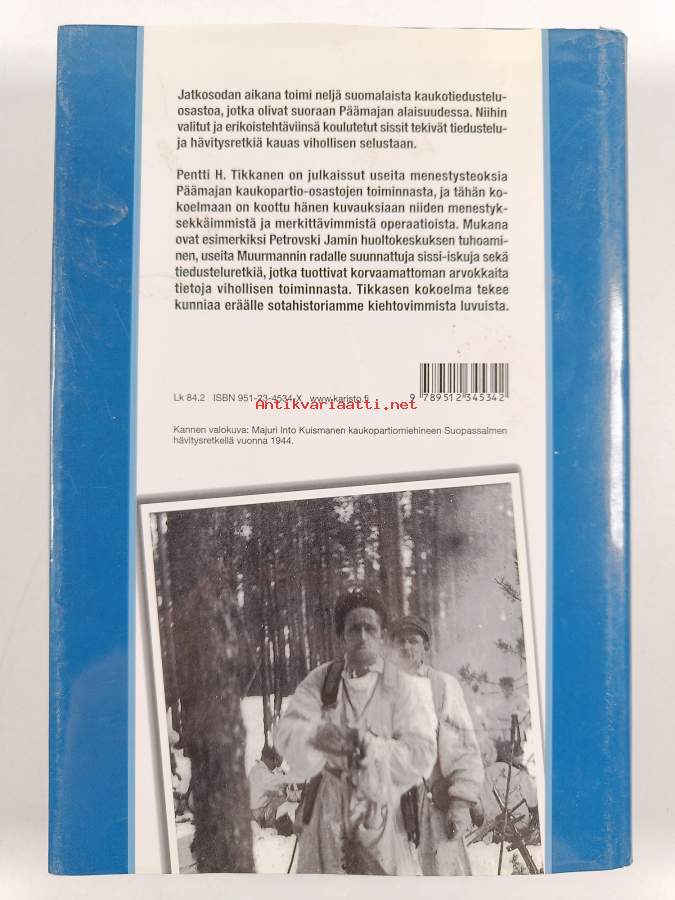 Jatkosodan aikana toimi neljä suomalaista kaukotiedustelu-
osastoa, jotka olivat suoraan Päämajan alaisuudessa. Niihin
valitut ja erikoistehtäviinsä koulutetut sissit tekivät tiedustelu-
ja hävitysretkiä kauas vihollisen selustaan.
Pentti H. Tikkanen on julkaissut useita menestysteoksia
Päämajan kaukopartio-osastojen toiminnasta, ja tähän ko-
koelmaan on koottu hänen kuvauksiaan niiden menestyk-
sekkäimmistä ja merkittävimmistä operaatioista. Mukana
ovat esimerkiksi Petrovski Jamin huoltokeskuksen tuhoami-
nen, useita Muurmannin radalle suunnattuja sissi-iskuja sekä
tiedusteluretkiä, jotka tuottivat korvaamattoman arvokkaita
tietoja vihollisen toiminnasta. Tikkasen kokoelma tekee
kunniaa eräälle sotahistoriamme kiehtovimmista luvuista.
Lk 84.2 ISBN 951-23-4534-X www.karisto.fi
9 789512 345342
Antikvariaatti.net
Kannen valokuva: Majuri Into Kuismanen kaukopartiomiehineen Suopassalmen
hävitysretkellä vuonna 1944.